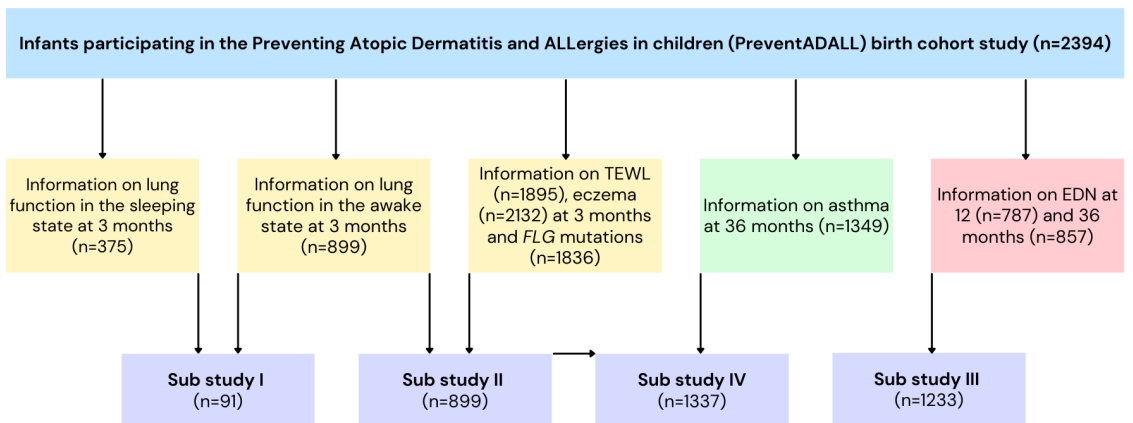 Infants participating in the Preventing Atopic Dermatitis and ALLergies in children (PreventADALL) birth cohort study (n=2394)
Information on lung
function in the sleeping
state at 3 months
(n=375)
Information on lung
function in the awake
state at 3 months
(n=899)
Information on TEWL
(n=1895), eczema
(n=2132) at 3 months
and FLG mutations
(n=1836)
Information on asthma
at 36 months (n=1349)
Information on EDN at
12 (n=787) and 36
months (n=857)
Sub study I
(n=91)
Sub study II
(n=899)
Sub study IV
(n=1337)
Sub study III
(n=1233)